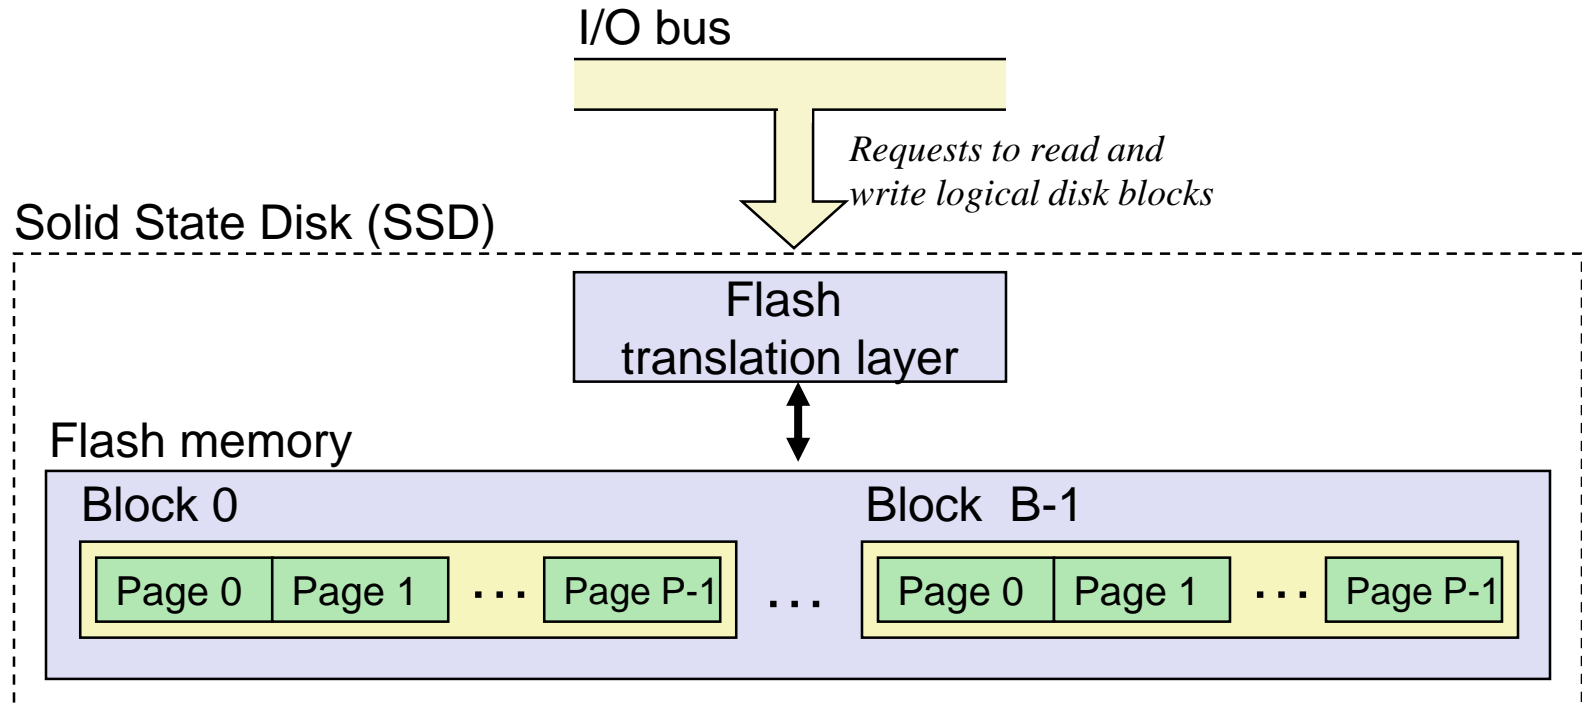 I/O bus
Requests to read and
write logical disk blocks
Solid State Disk (SSD)
Flash
translation layer
Flash memory
Block 0
Block B-1
Page 0 Page 1 ... Page P-1 ... Page 0 Page 1 ... Page P-1